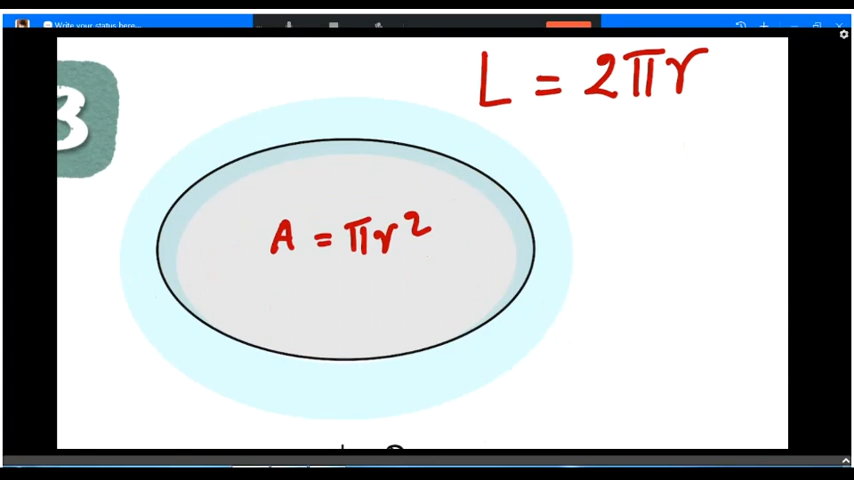 Write your status here...
L = 2πr
3
A = πr²